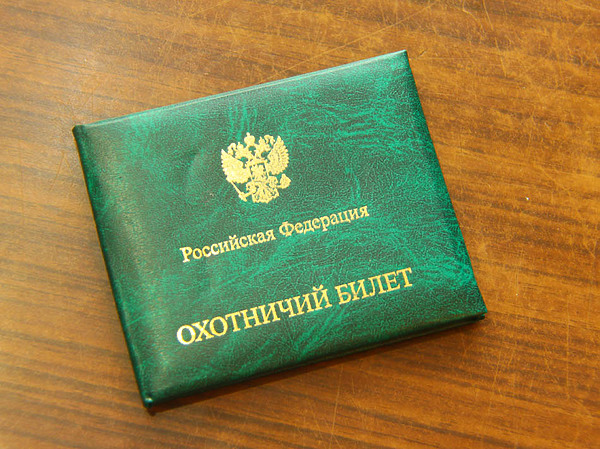 Российская Федерация
ОХОТНИЧИЙ БИЛЕТ